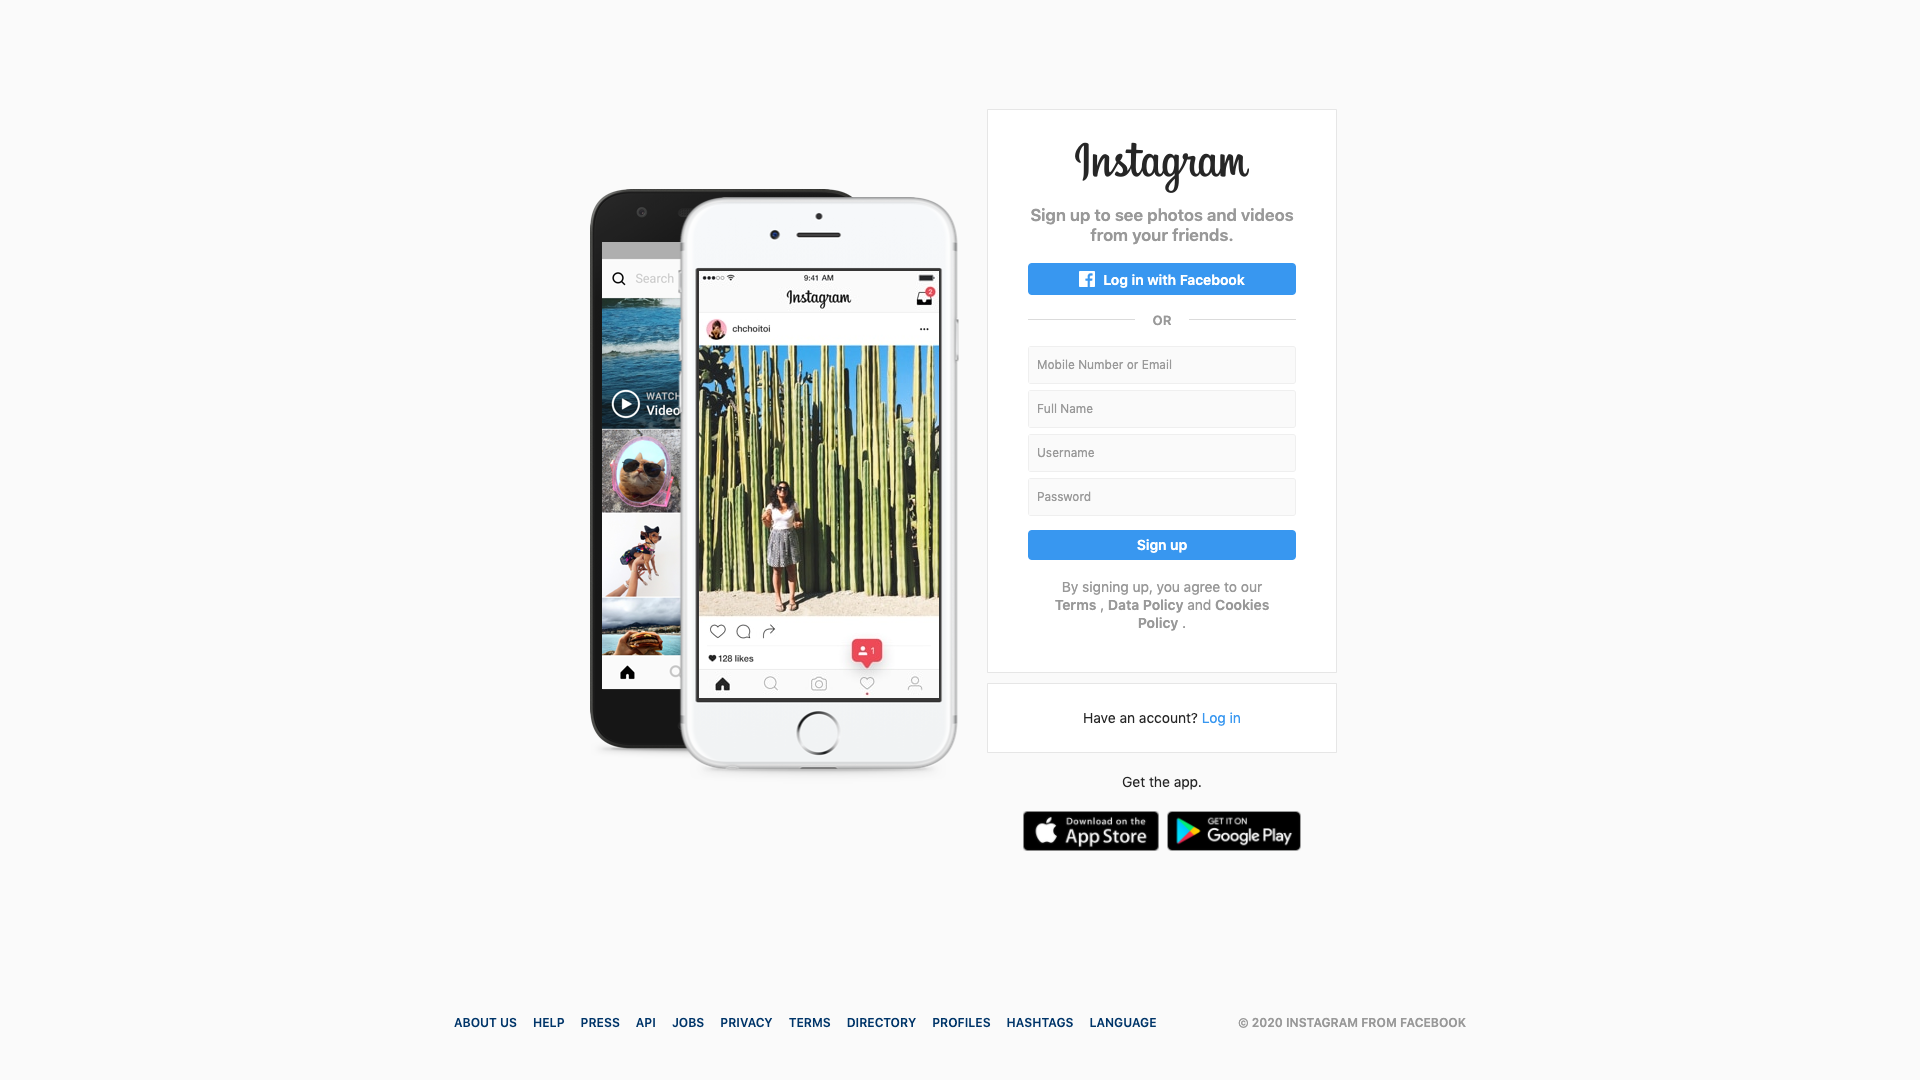 Search
WATCH
Video
9:41 AM
Instagram
2
chchoitoi
128 likes
1
Instagram
Sign up to see photos and videos
from your friends.
Log in with Facebook
OR
Mobile Number or Email
Full Name
Username
Password
Sign up
By signing up, you agree to our
Terms , Data Policy and Cookies
Policy .
Have an account? Log in
Get the app.
Download on the
App Store
GET IT ON
Google Play
ABOUT US HELP PRESS API JOBS PRIVACY TERMS DIRECTORY PROFILES HASHTAGS LANGUAGE © 2020 INSTAGRAM FROM FACEBOOK